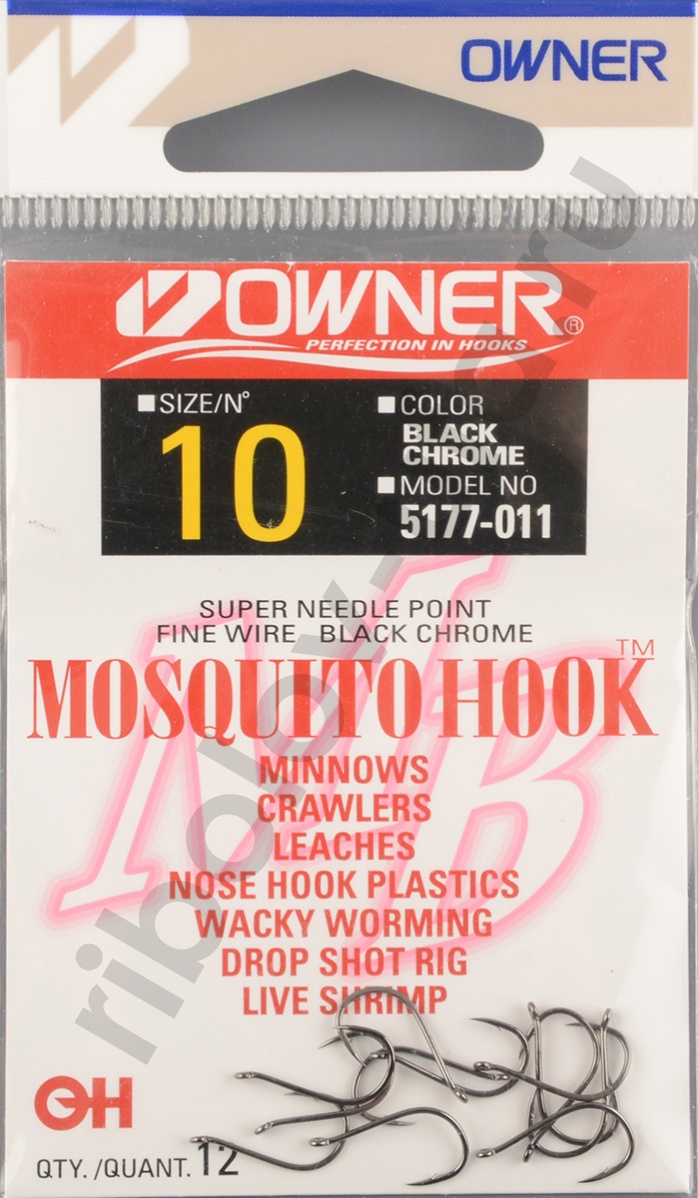 OWNER
OWNER®
PERFECTION IN HOOKS
SIZE/N° COLOR
10 BLACK
CHROME
MODEL NO
5177-011
SUPER NEEDLE POINT
FINE WIRE BLACK CHROME
MOSQUITO HOOK™
MINNOWS
CRAWLERS
LEACHES
NOSE HOOK PLASTICS
WACKY WORMING
DROP SHOT RIG
LIVE SHRIMP
MB
OH
QTY./QUANT. 12